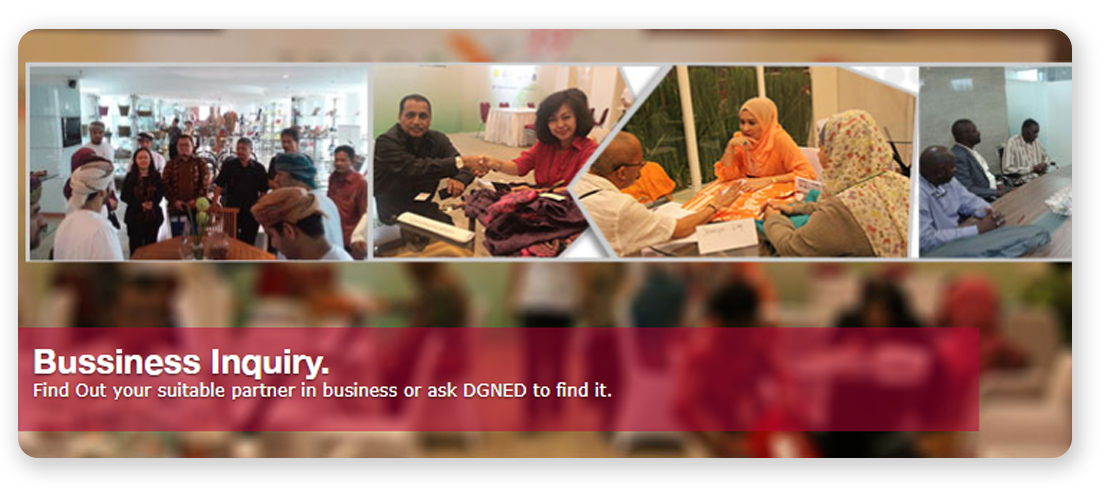 Bussiness Inquiry.
Find Out your suitable partner in business or ask DGNED to find it.